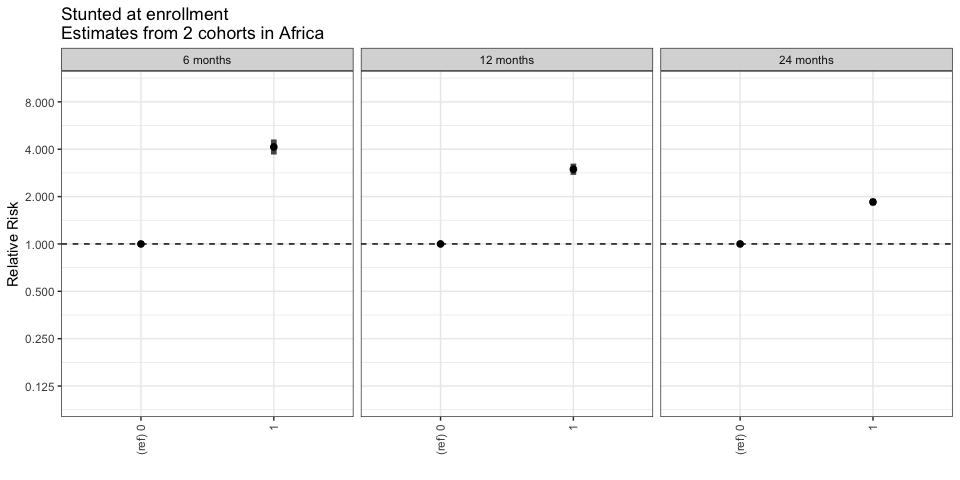 Stunted at enrollment
Estimates from 2 cohorts in Africa
6 months
12 months
24 months
8.000
4.000
2.000
1.000
0.500
0.250
0.125
Relative Risk
(ref) 0
1
(ref) 0
1
(ref) 0
1